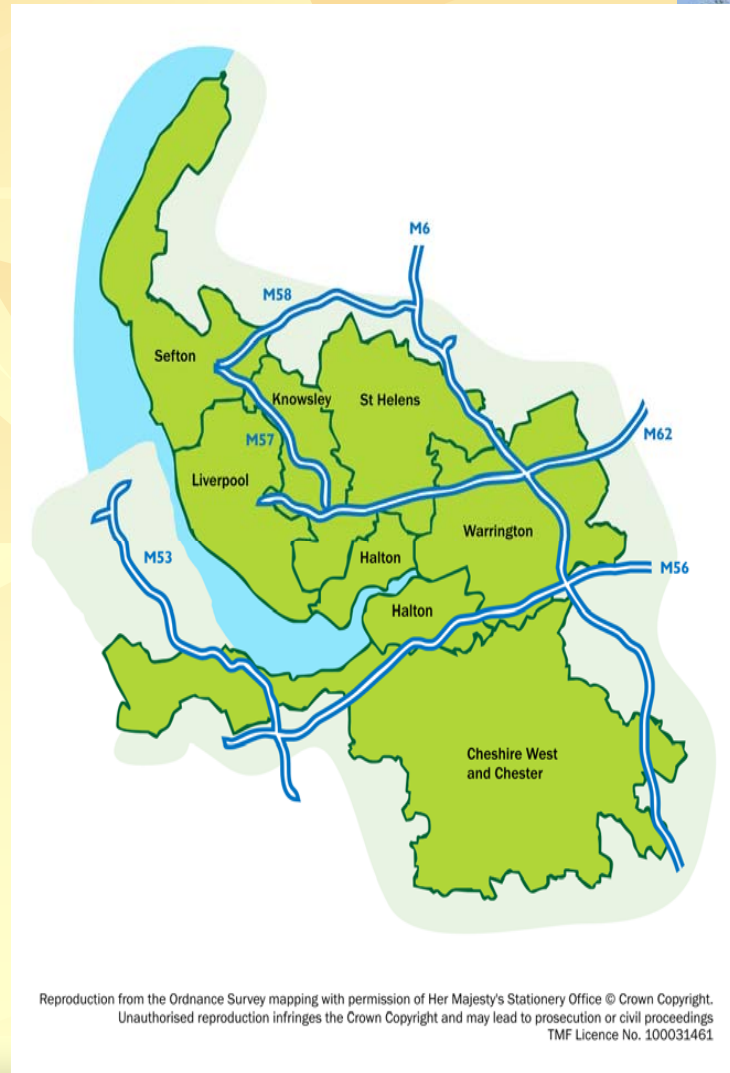 M6
M58
Sefton
Knowsley
St Helens
M57
M62
Liverpool
Warrington
M53
Halton
M56
Halton
Cheshire West
and Chester
Reproduction from the Ordnance Survey mapping with permission of Her Majesty's Stationery Office © Crown Copyright.
Unauthorised reproduction infringes the Crown Copyright and may lead to prosecution or civil proceedings
TMF Licence No. 100031461